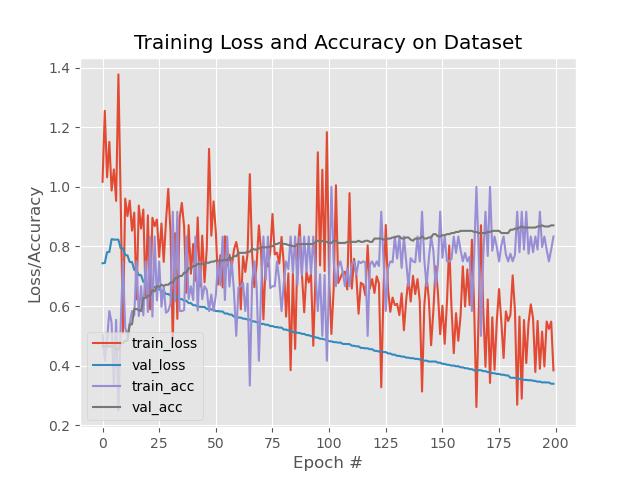 Training Loss and Accuracy on Dataset
1.4
1.2
1.0
0.8
0.6
0.4
0.2
Loss/Accuracy
train_loss
val_loss
train_acc
val_acc
0 25 50 75 100 125 150 175 200
Epoch #